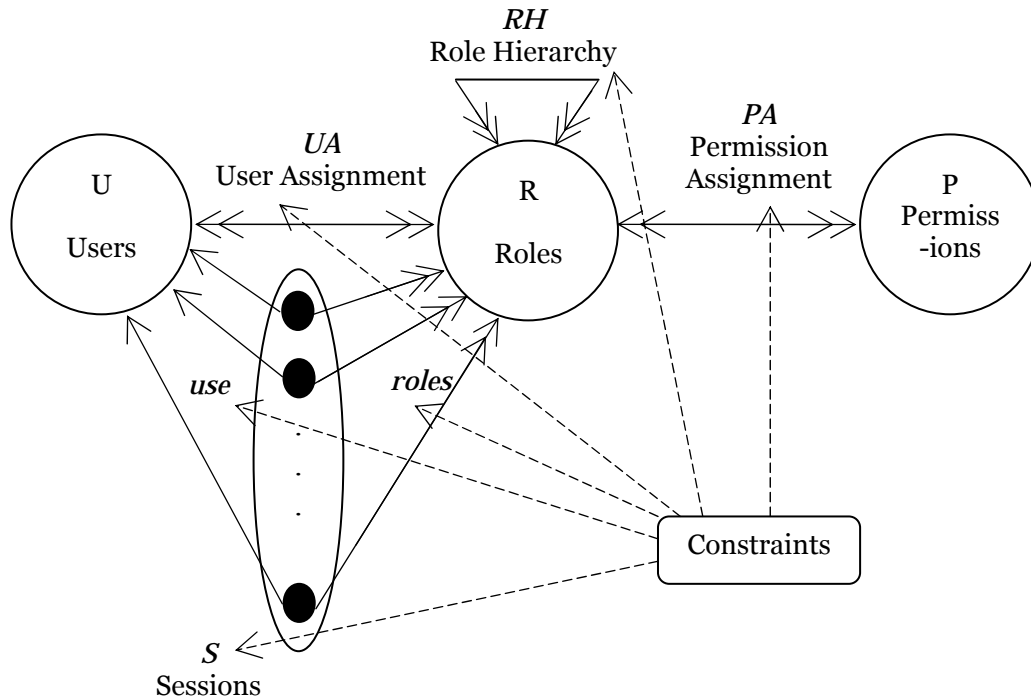 RH
Role Hierarchy
UA
User Assignment
PA
Permission
Assignment
U
Users
R
Roles
P
Permiss
-ions
use
roles
Constraints
S
Sessions